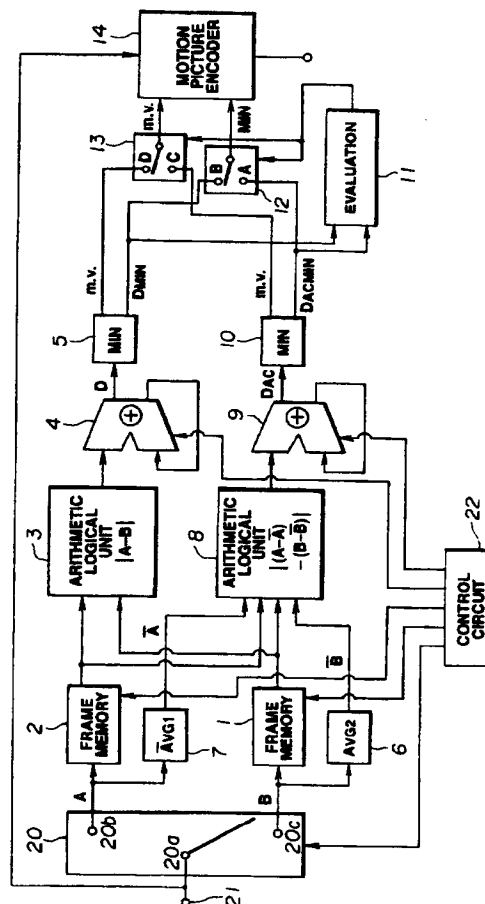 20
20b
20a
20c
21
A
B
2
FRAME
MEMORY
AVG1
7
1
FRAME
MEMORY
AVG2
6
A̅
B̅
3
ARITHMETIC
LOGICAL
UNIT
|A-B|
8
ARITHMETIC
LOGICAL
UNIT
|(A-A̅)
-(B-B̅)|
22
CONTROL
CIRCUIT
4
D
9
DAC
5
MIN
10
MIN
m.v.
DMIN
m.v.
DACMIN
13
D
C
B
A
12
m.v.
MIN
14
MOTION
PICTURE
ENCODER
EVALUATION
11